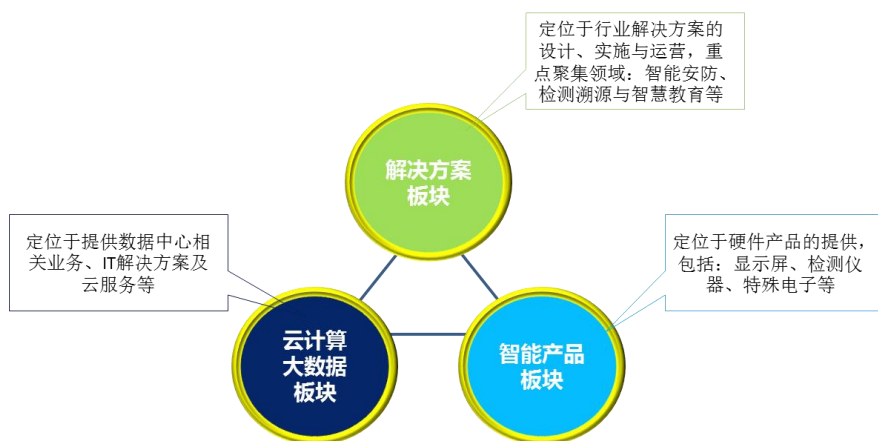 定位于行业解决方案的
设计、实施与运营，重
点聚集领域：智能安防、
检测溯源与智慧教育等
解决方案
板块
定位于提供数据中心相
关业务、IT解决方案及
云服务等
定位于硬件产品的提供，
包括：显示屏、检测仪
器、特殊电子等
云计算
大数据
板块
智能产品
板块